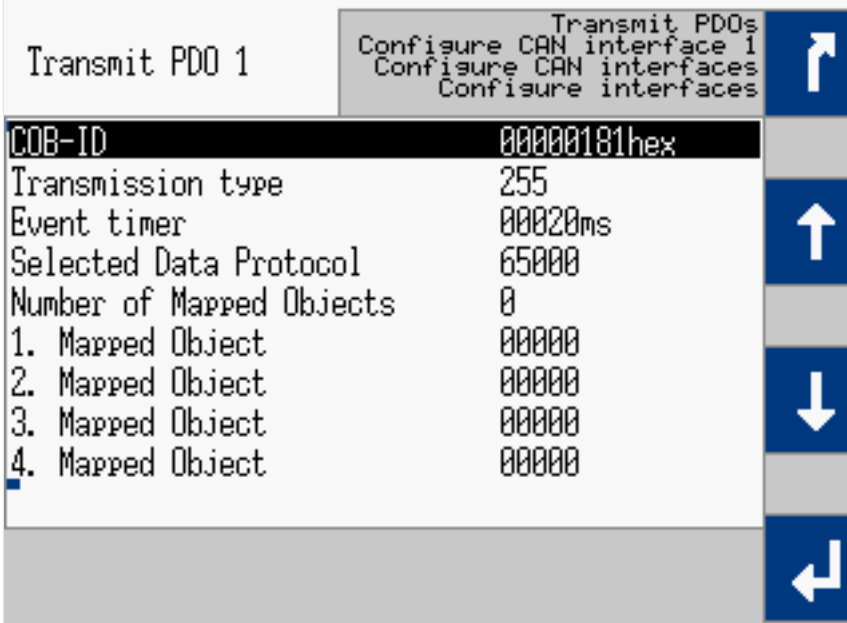 Transmit PDO 1
Transmit PDOs
Configure CAN interface 1
Configure CAN interfaces
Configure interfaces
COB-ID 00000181hex
Transmission type 255
Event timer 00020ms
Selected Data Protocol 65000
Number of Mapped Objects 0
1. Mapped Object 00000
2. Mapped Object 00000
3. Mapped Object 00000
4. Mapped Object 00000